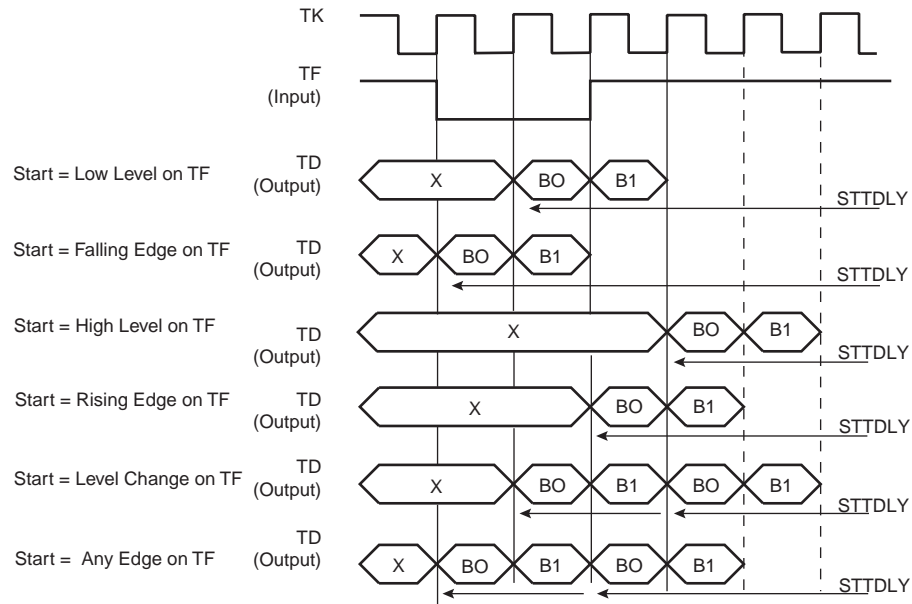 TK
TF
(Input)
Start = Low Level on TF
TD
(Output)
X
BO
B1
STTDLY
Start = Falling Edge on TF
TD
(Output)
X
BO
B1
STTDLY
Start = High Level on TF
TD
(Output)
X
BO
B1
STTDLY
Start = Rising Edge on TF
TD
(Output)
X
BO
B1
STTDLY
Start = Level Change on TF
TD
(Output)
X
BO
B1
BO
B1
STTDLY
Start = Any Edge on TF
TD
(Output)
X
BO
B1
BO
B1
STTDLY